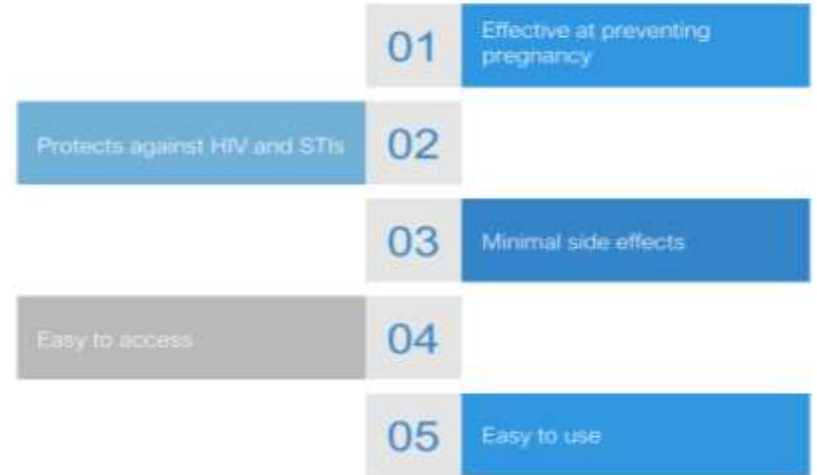 01
Effective at preventing
pregnancy
Protects against HIV and STIs
02
03
Minimal side effects
Easy to access
04
05
Easy to use